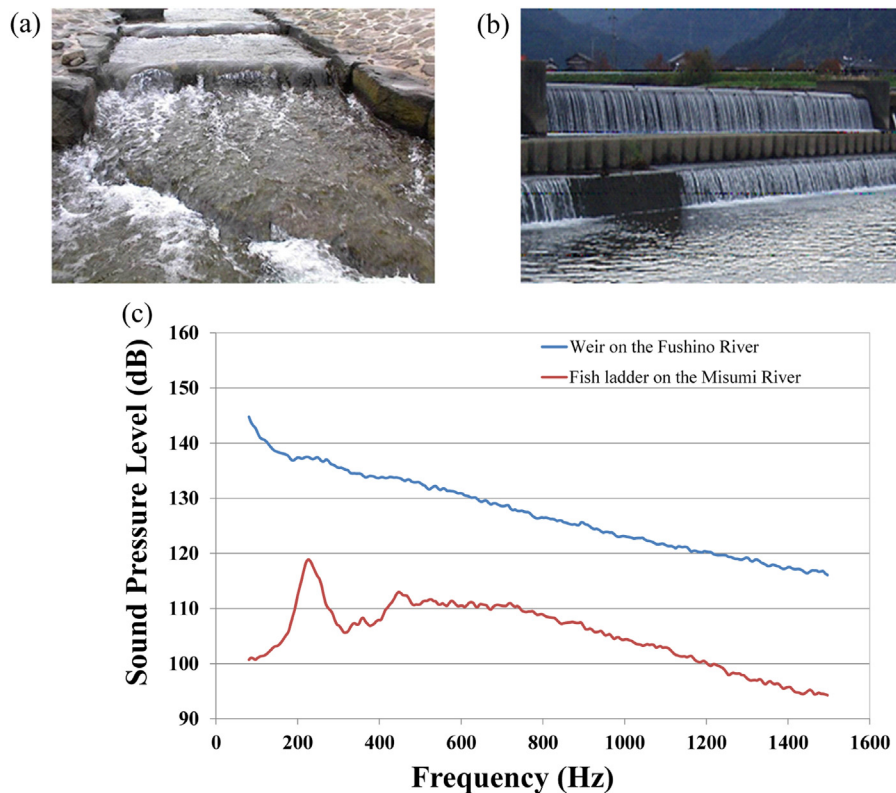 (a)
(b)
(c)
160
150
140
130
120
110
100
90
Sound Pressure Level (dB)
Weir on the Fushino River
Fish ladder on the Misumi River
0 200 400 600 800 1000 1200 1400 1600
Frequency (Hz)